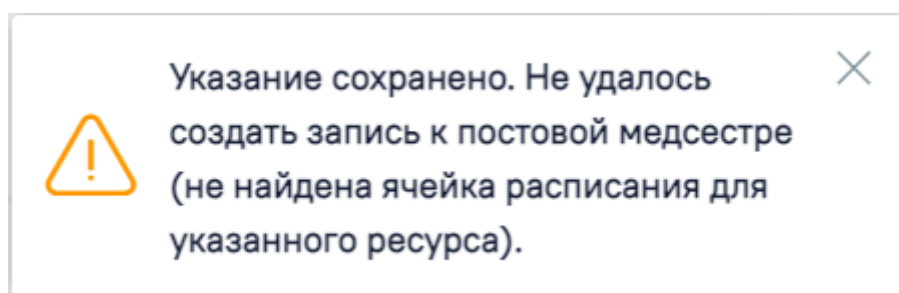 Указание сохранено. Не удалось
создать запись к постовой медсестре
(не найдена ячейка расписания для
указанного ресурса).